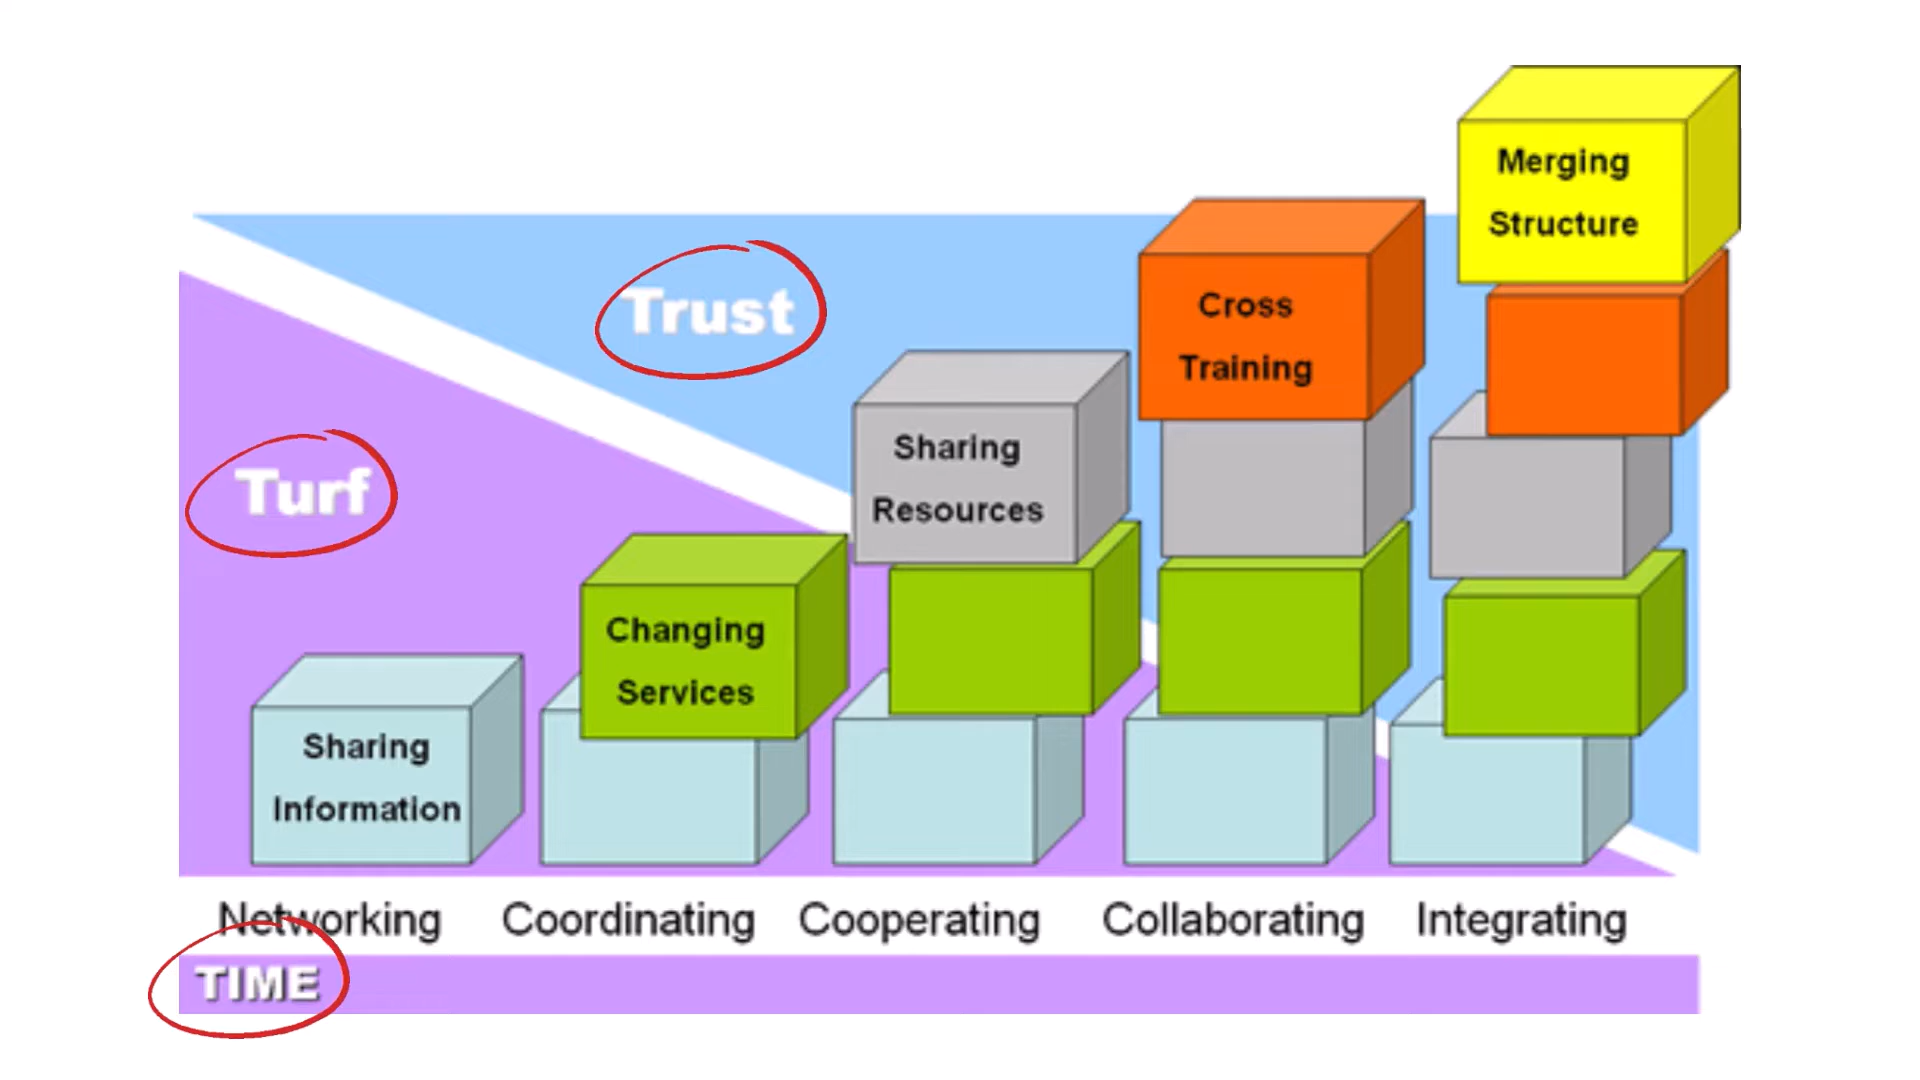 Merging
Structure
Cross
Training
Trust
Sharing
Resources
Turf
Changing
Services
Sharing
Information
Networking Coordinating Cooperating Collaborating Integrating
TIME